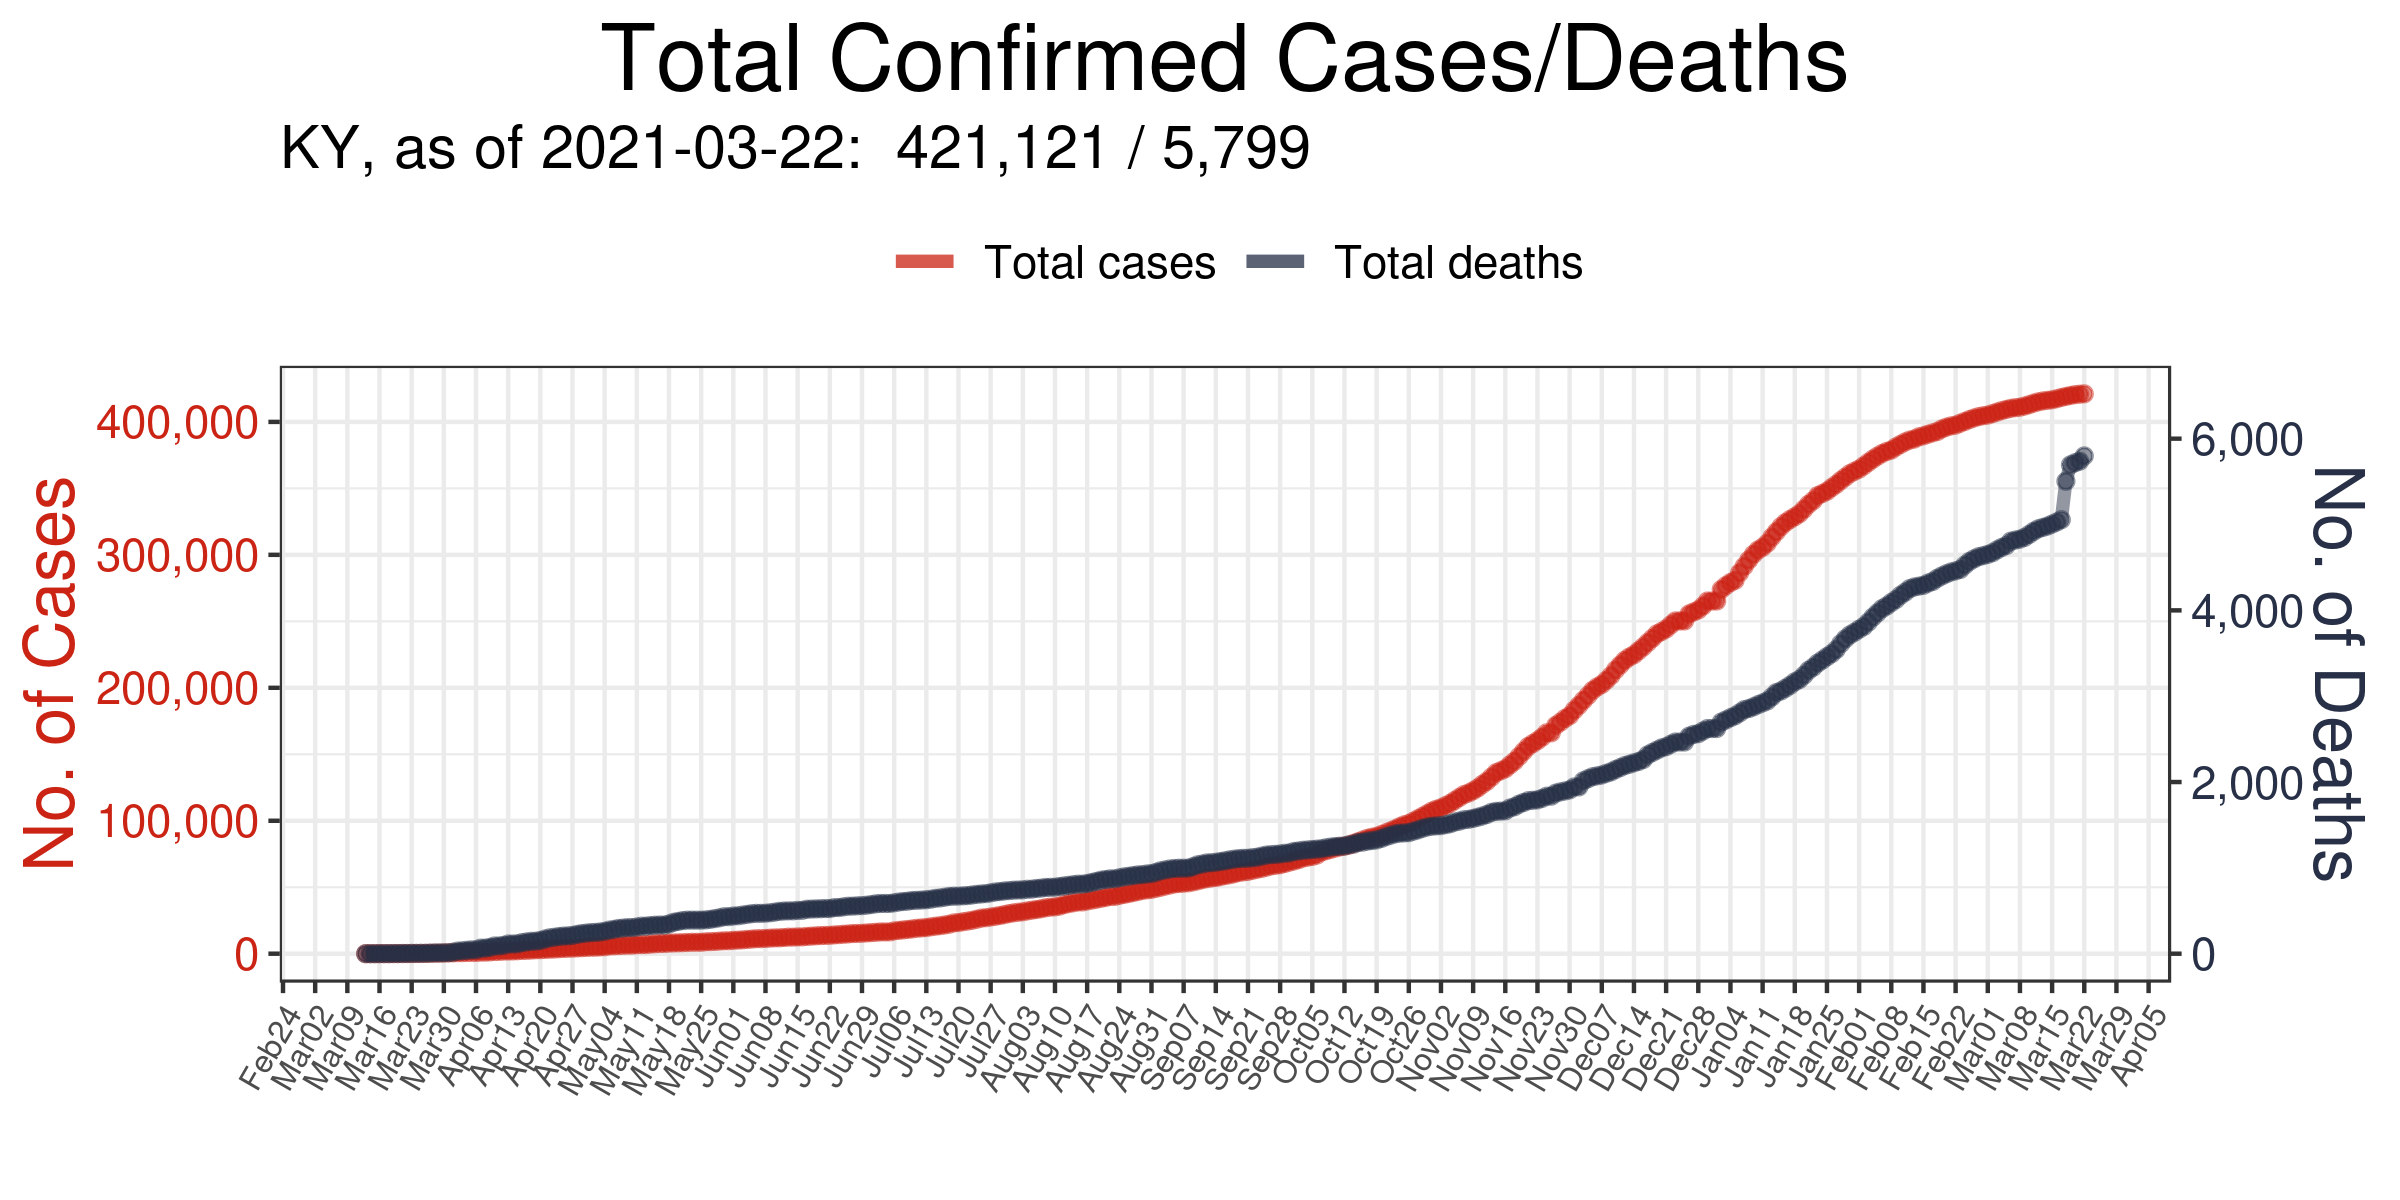 Total Confirmed Cases/Deaths
KY, as of 2021-03-22:  421,121 / 5,799
Total cases
Total deaths
No. of Cases
400,000
300,000
200,000
100,000
0
6,000
4,000
2,000
0
No. of Deaths
Feb24
Mar02
Mar09
Mar16
Mar23
Mar30
Apr06
Apr13
Apr20
Apr27
May04
May11
May18
May25
Jun01
Jun08
Jun15
Jun22
Jun29
Jul06
Jul13
Jul20
Jul27
Aug03
Aug10
Aug17
Aug24
Aug31
Sep07
Sep14
Sep21
Sep28
Oct05
Oct12
Oct19
Oct26
Nov02
Nov09
Nov16
Nov23
Nov30
Dec07
Dec14
Dec21
Dec28
Jan04
Jan11
Jan18
Jan25
Feb01
Feb08
Feb15
Feb22
Mar01
Mar08
Mar15
Mar22
Mar29
Apr05